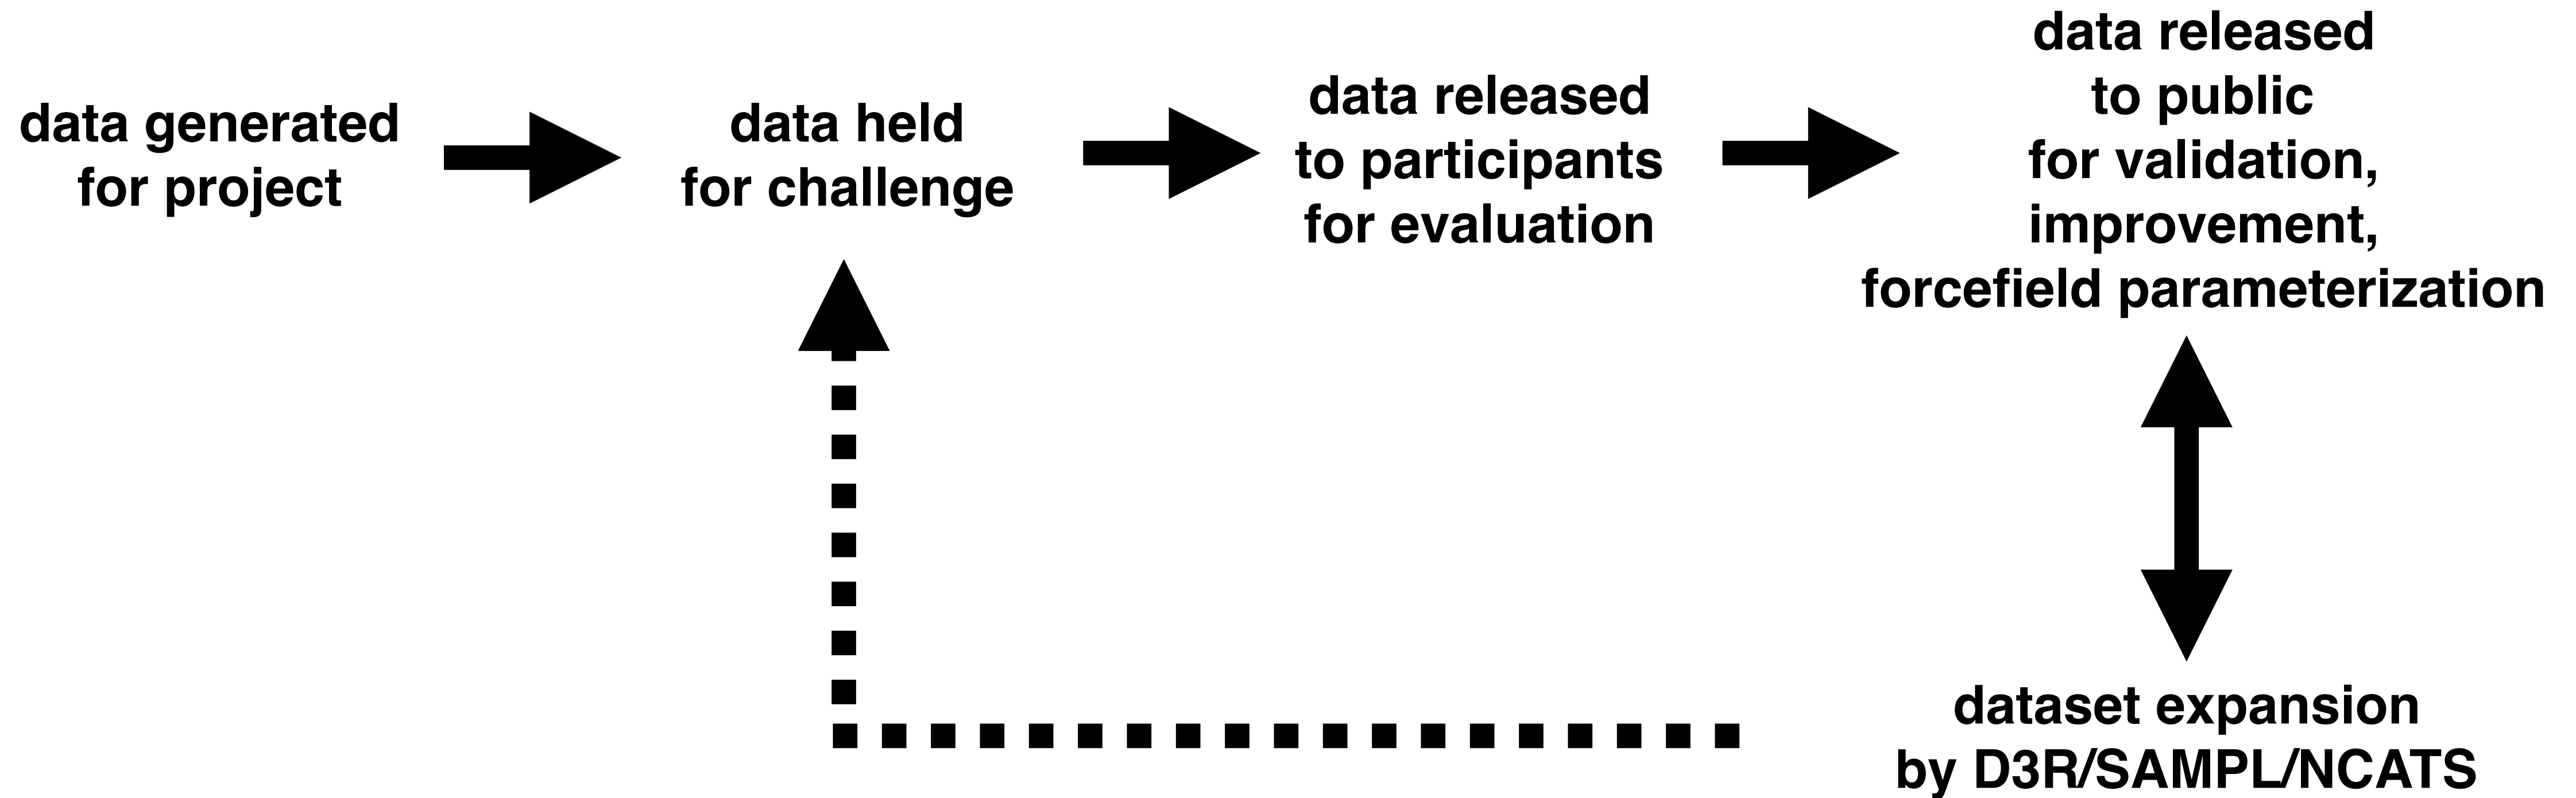 data generated
for project
data held
for challenge
data released
to participants
for evaluation
data released
to public
for validation,
improvement,
forcefield parameterization
dataset expansion
by D3R/SAMPL/NCATS